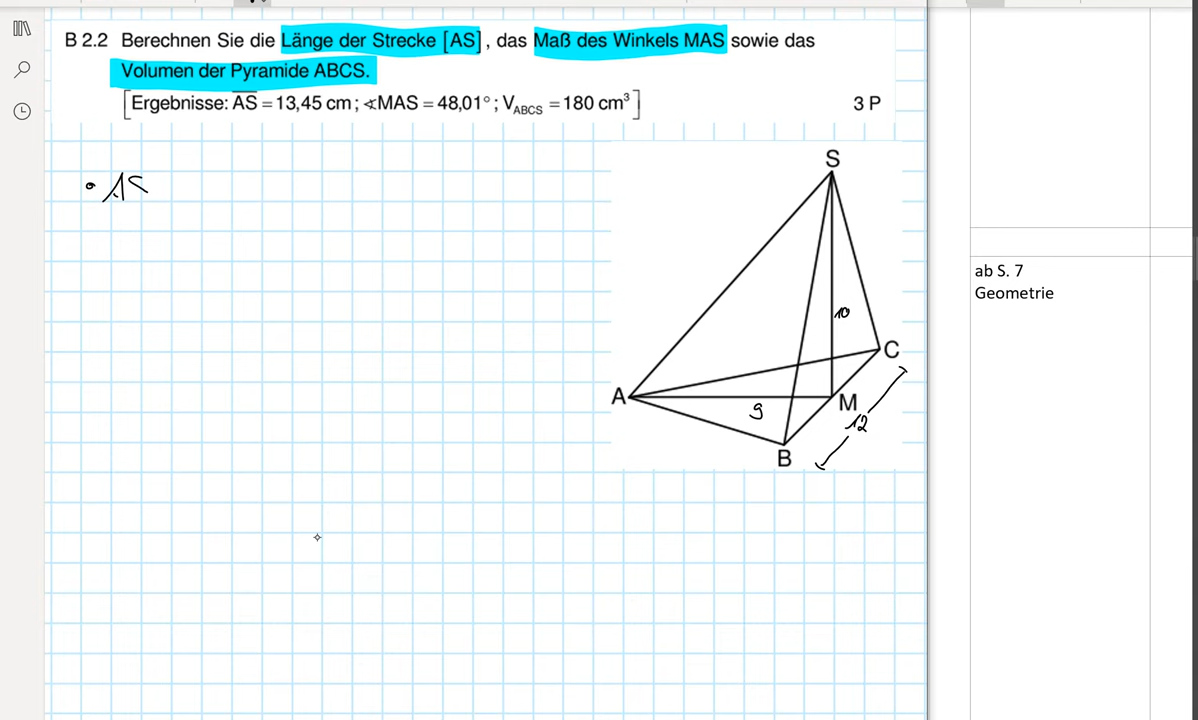 B 2.2 Berechnen Sie die Länge der Strecke [AS], das Maß des Winkels MAS sowie das
Volumen der Pyramide ABCS.
[Ergebnisse: AS = 13,45 cm; ∢MAS = 48,01°; V_ABCS = 180 cm³]
3 P
• AS
S
10
C
A
M
9
12
B
ab S. 7
Geometrie